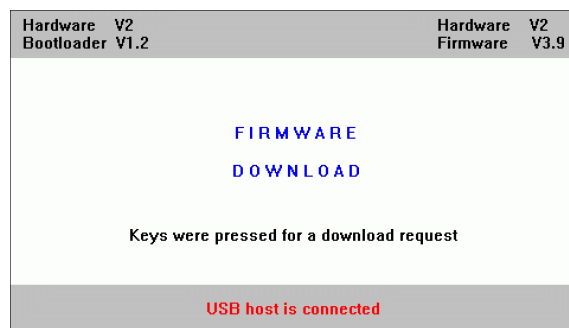 Hardware V2
Bootloader V1.2
Hardware V2
Firmware V3.9
FIRMWARE
DOWNLOAD
Keys were pressed for a download request
USB host is connected